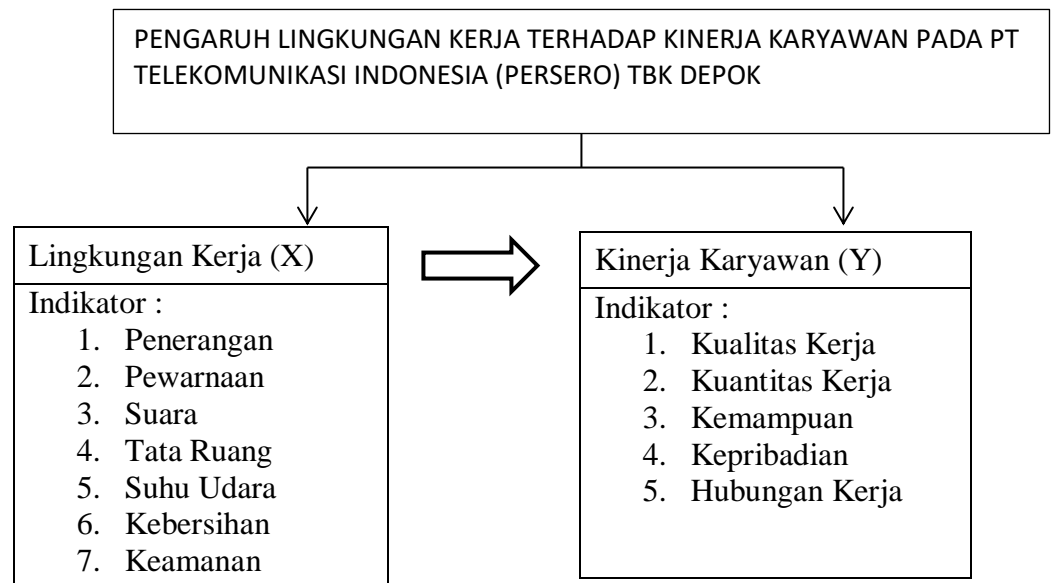 PENGARUH LINGKUNGAN KERJA TERHADAP KINERJA KARYAWAN PADA PT
TELEKOMUNIKASI INDONESIA (PERSERO) TBK DEPOK
Lingkungan Kerja (X)
Indikator :
1. Penerangan
2. Pewarnaan
3. Suara
4. Tata Ruang
5. Suhu Udara
6. Kebersihan
7. Keamanan
Kinerja Karyawan (Y)
Indikator :
1. Kualitas Kerja
2. Kuantitas Kerja
3. Kemampuan
4. Kepribadian
5. Hubungan Kerja